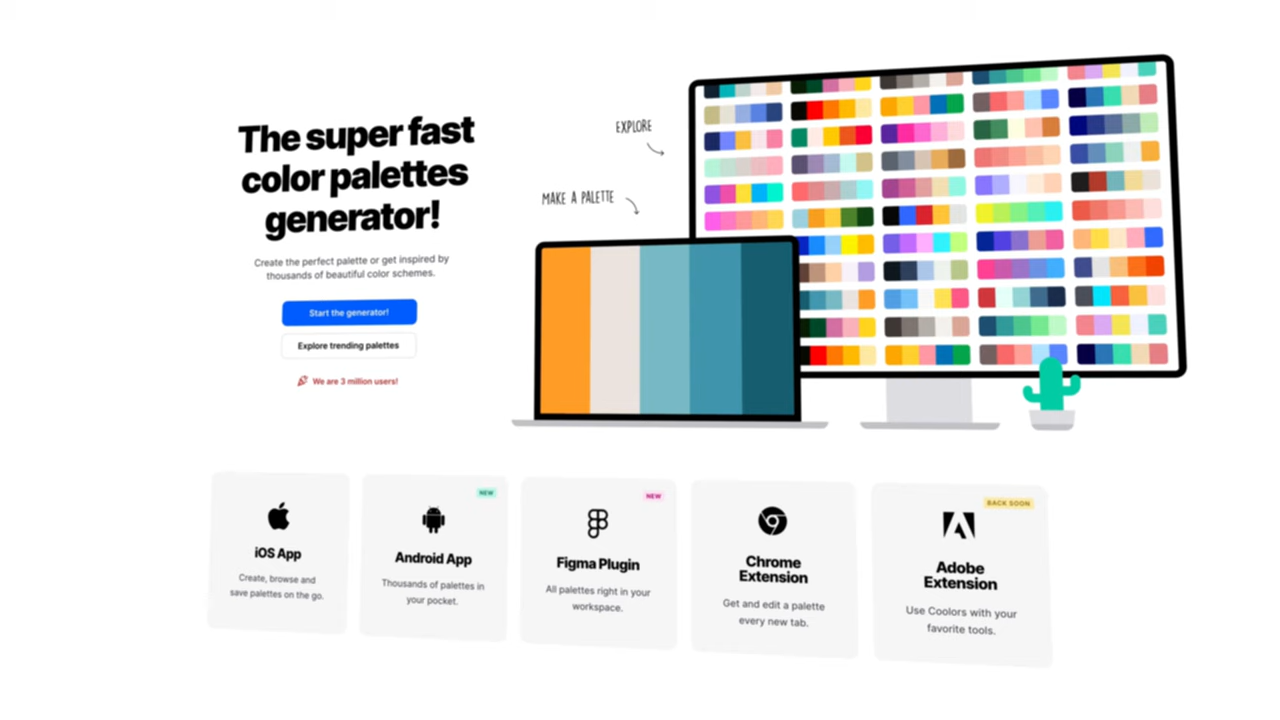 The super fast
color palettes
generator!
Create the perfect palette or get inspired by
thousands of beautiful color schemes.
Start the generator!
Explore trending palettes
We are 3 million users!
EXPLORE
MAKE A PALETTE
iOS App
Create, browse and
save palettes on the go.
NEW
Android App
Thousands of palettes in
your pocket.
NEW
Figma Plugin
All palettes right in your
workspace.
Chrome
Extension
Get and edit a palette
every new tab.
BACK SOON
Adobe
Extension
Use Coolors with your
favorite tools.